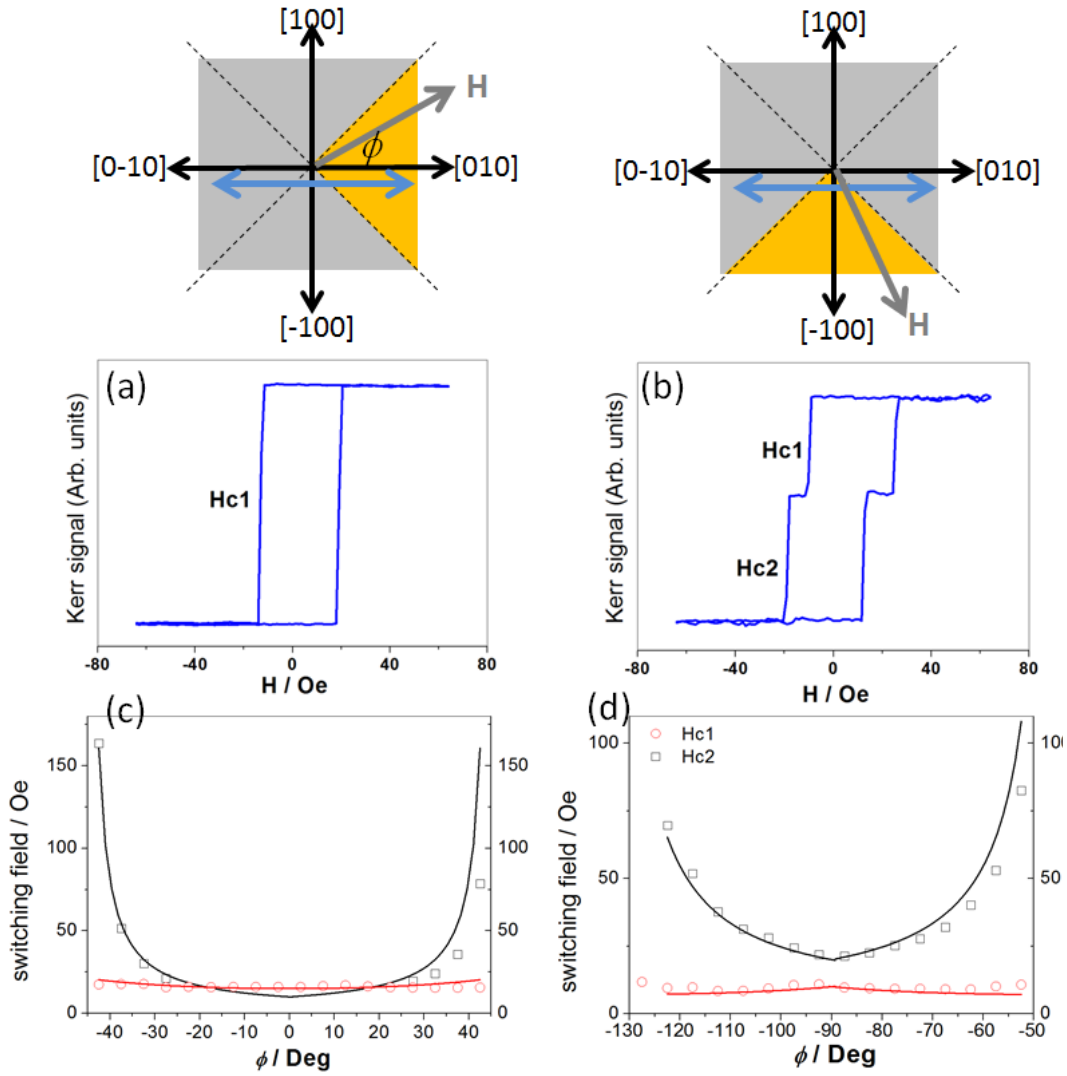 [100]
H
ϕ
[0-10]
[010]
[-100]
[100]
[0-10]
[010]
[-100]
H
(a)
Kerr signal (Arb. units)
Hc1
-80 -40 0 40 80
H / Oe
(b)
Kerr signal (Arb. units)
Hc1
Hc2
-80 -40 0 40 80
H / Oe
(c)
switching field / Oe
150
100
50
0
150
100
50
0
-40 -30 -20 -10 0 10 20 30 40
ϕ / Deg
(d)
Hc1
Hc2
switching field / Oe
100
50
0
10
50
0
-130 -120 -110 -100 -90 -80 -70 -60 -50
ϕ / Deg